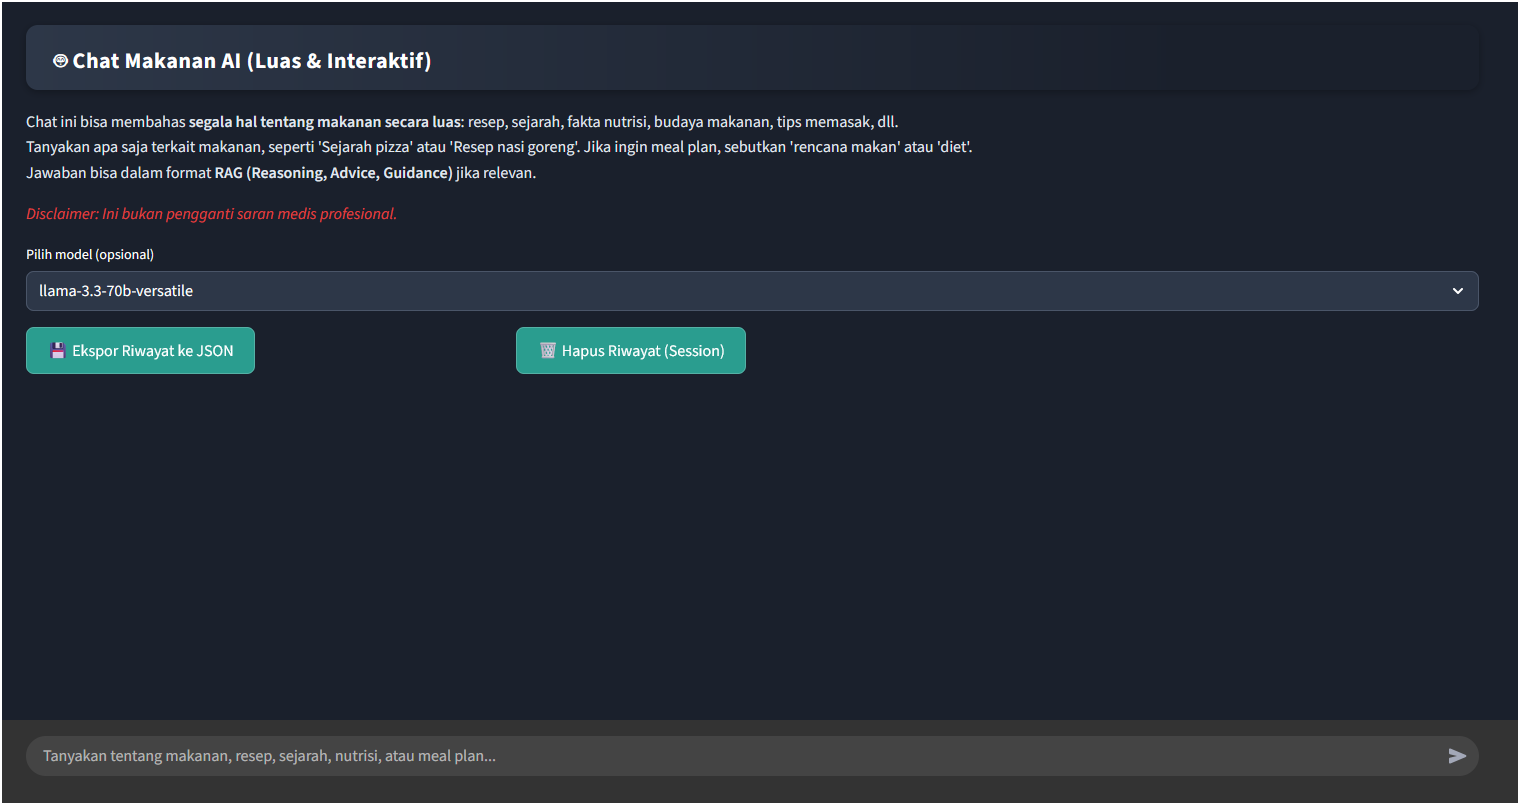 Chat Makanan AI (Luas & Interaktif)
Chat ini bisa membahas segala hal tentang makanan secara luas: resep, sejarah, fakta nutrisi, budaya makanan, tips memasak, dll.
Tanyakan apa saja terkait makanan, seperti 'Sejarah pizza' atau 'Resep nasi goreng'. Jika ingin meal plan, sebutkan 'rencana makan' atau 'diet'.
Jawaban bisa dalam format RAG (Reasoning, Advice, Guidance) jika relevan.
Disclaimer: Ini bukan pengganti saran medis profesional.
Pilih model (opsional)
llama-3.3-70b-versatile
Ekspor Riwayat ke JSON
Hapus Riwayat (Session)
Tanyakan tentang makanan, resep, sejarah, nutrisi, atau meal plan...